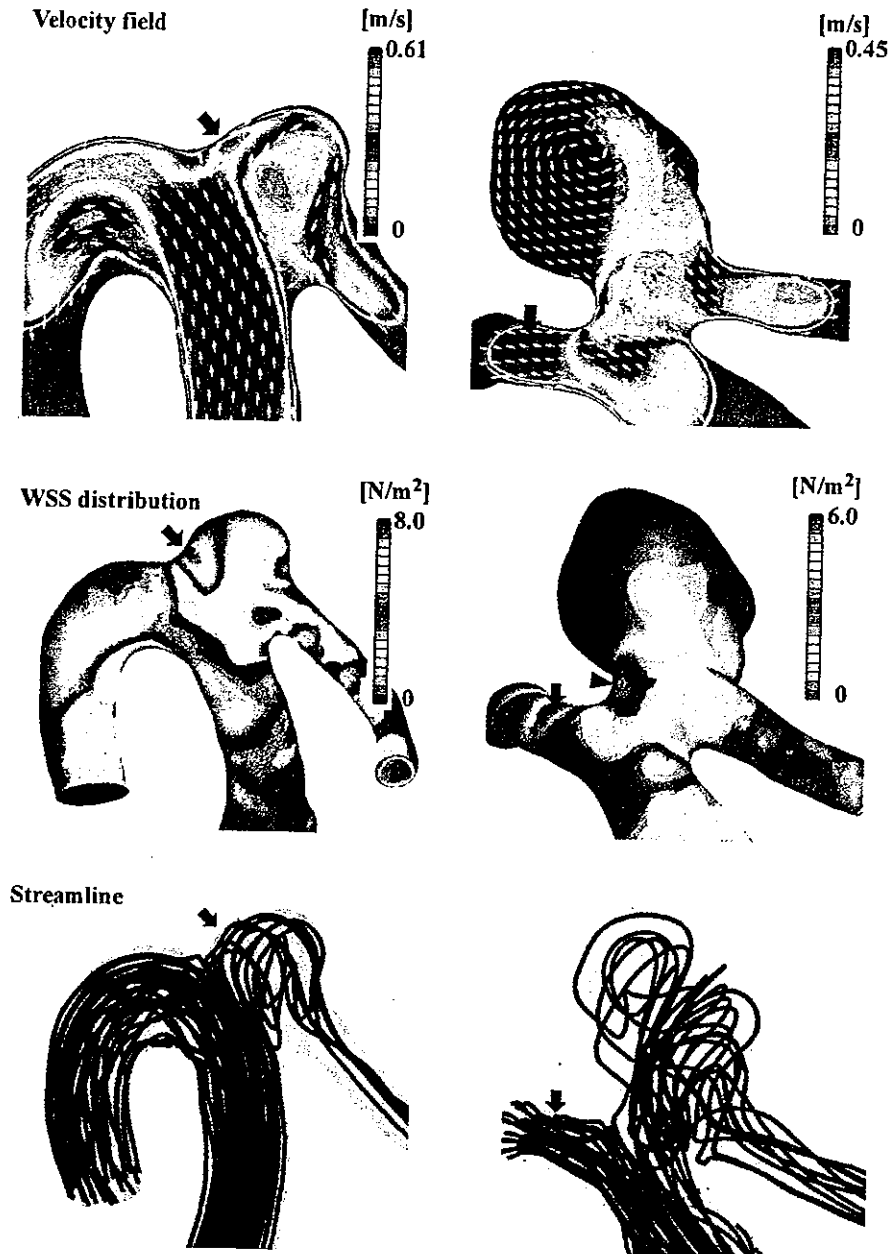 Velocity field
[m/s]
0.61
0
[m/s]
0.45
0
WSS distribution
[N/m²]
8.0
0
[N/m²]
6.0
0
Streamline